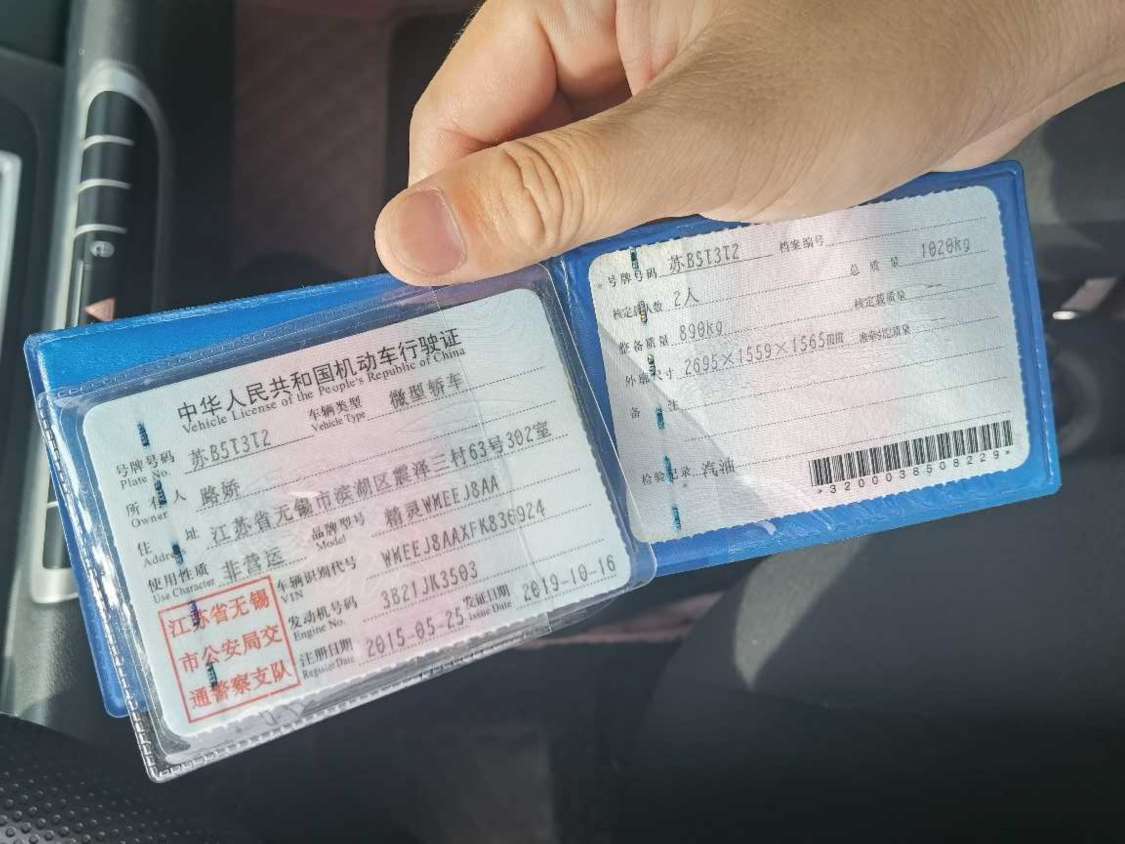 中华人民共和国机动车行驶证
Vehicle License of the People's Republic of China
号牌号码 苏B5T3T2 车辆类型 微型轿车
Plate No. Vehicle Type
所有人 路娇
Owner
住址 江苏省无锡市滨湖区震泽三村63号302室
Address
使用性质 非营运 品牌型号 精灵WMEEJ8AA
Use Character Model
车辆识别代号 WMEEJ8AAXFK836924
VIN
发动机号码 3B21JK3503
Engine No.
注册日期 2015-05-25 发证日期 2019-10-16
Register Date Issue Date
江苏省无锡
市公安局交
通警察支队
号牌号码 苏B5T3T2 档案编号
核定载人数 2人 总质量 1020kg
整备质量 890kg 核定载质量 --
外廓尺寸 2695×1559×1565mm 准牵引总质量 --
备注
检验记录 汽油
*3200038508229*
e